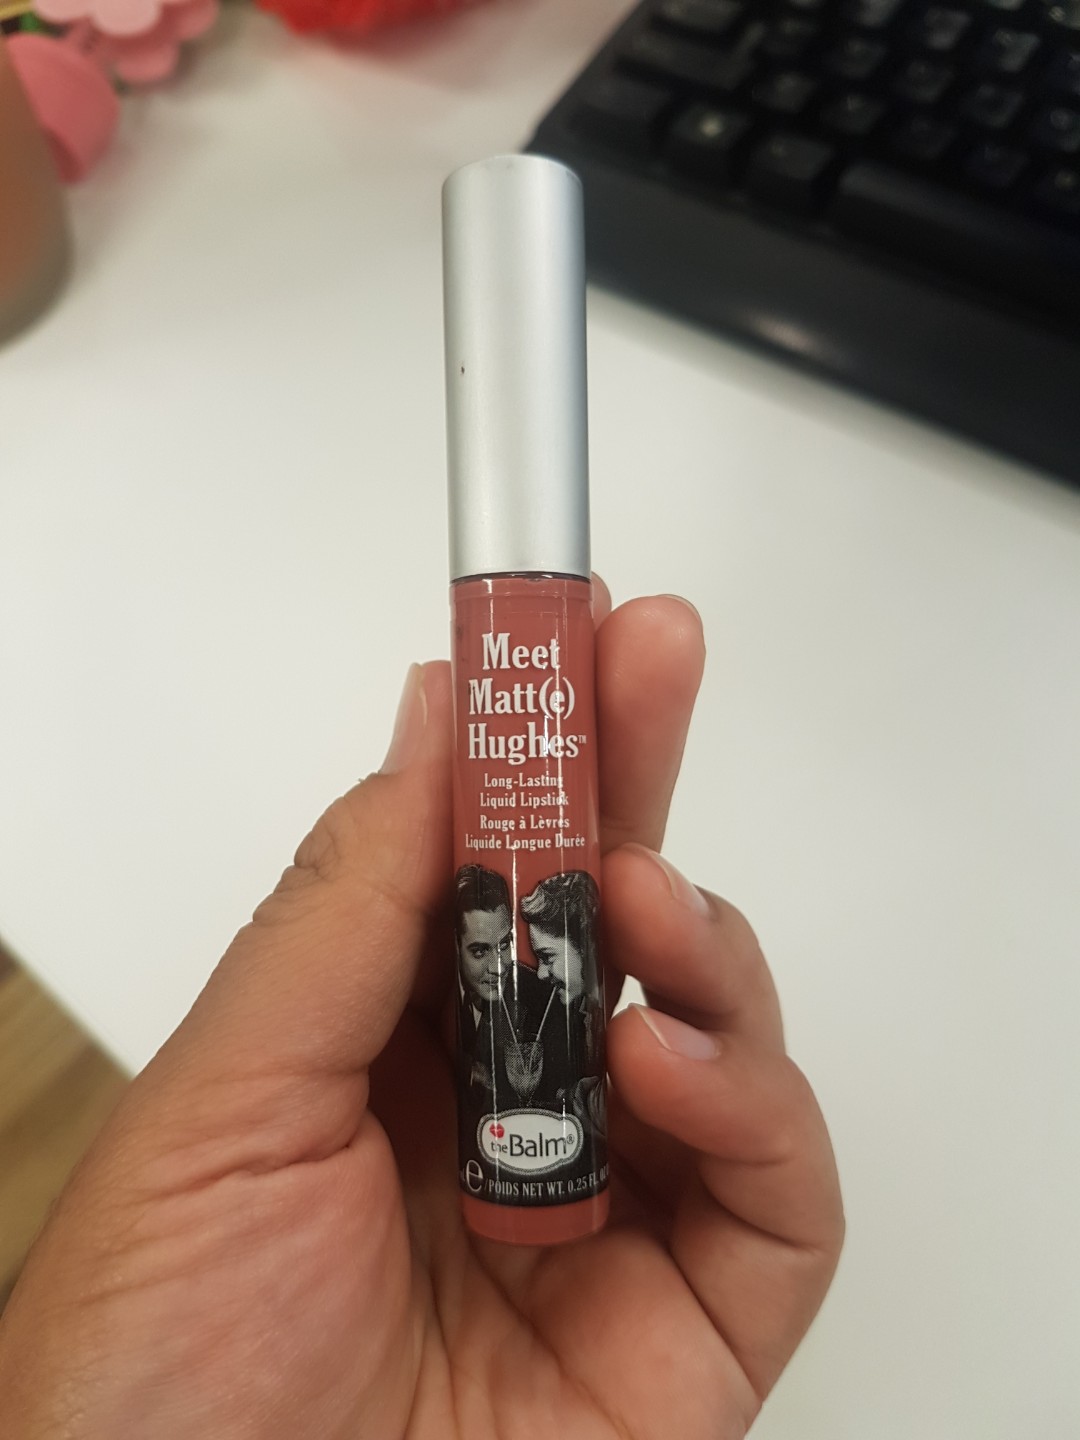 Meet
Matt(e)
Hughes™
Long-Lasting
Liquid Lipstick
Rouge à Lèvres
Liquide Longue Durée
theBalm®
e/POIDS NET WT. 0.25 FL.